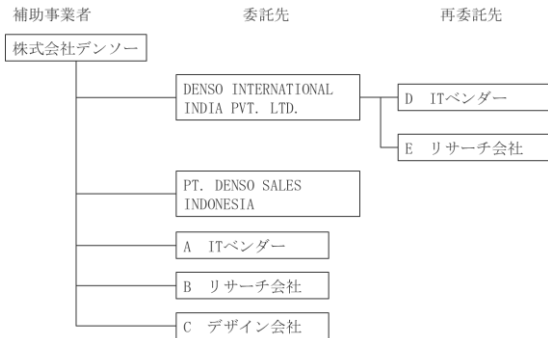 補助事業者
委託先
再委託先
株式会社デンソー
DENSO INTERNATIONAL
INDIA PVT. LTD.
D ITベンダー
E リサーチ会社
PT. DENSO SALES
INDONESIA
A ITベンダー
B リサーチ会社
C デザイン会社